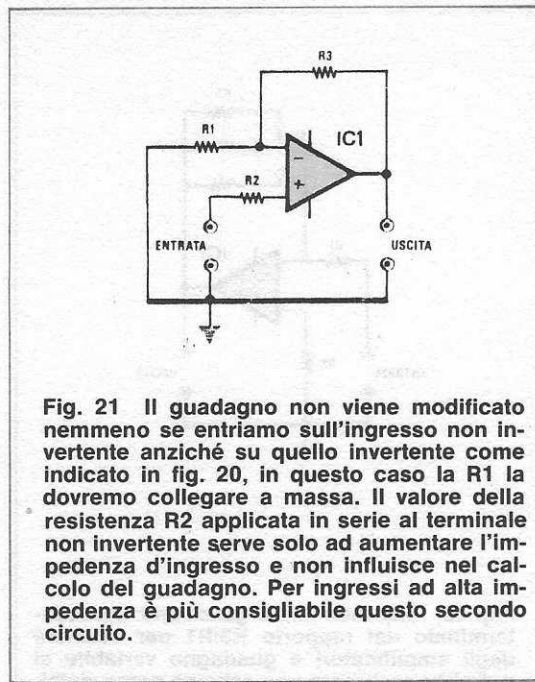 R3
R1
IC1
−
R2
+
ENTRATA
USCITA
Fig. 21 Il guadagno non viene modificato
nemmeno se entriamo sull'ingresso non in-
vertente anziché su quello invertente come
indicato in fig. 20, in questo caso la R1 la
dovremo collegare a massa. Il valore della
resistenza R2 applicata in serie al terminale
non invertente serve solo ad aumentare l'im-
pedenza d'ingresso e non influisce nel cal-
colo del guadagno. Per ingressi ad alta im-
pedenza è più consigliabile questo secondo
circuito.